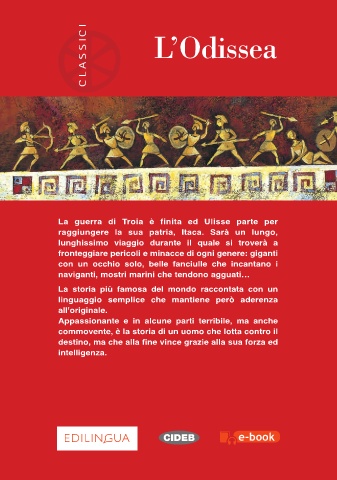 CLASSICI
L'Odissea
La guerra di Troia è finita ed Ulisse parte per
raggiungere la sua patria, Itaca. Sarà un lungo,
lunghissimo viaggio durante il quale si troverà a
fronteggiare pericoli e minacce di ogni genere: giganti
con un occhio solo, belle fanciulle che incantano i
naviganti, mostri marini che tendono agguati...
La storia più famosa del mondo raccontata con un
linguaggio semplice che mantiene però aderenza
all'originale.
Appassionante e in alcune parti terribile, ma anche
commovente, è la storia di un uomo che lotta contro il
destino, ma che alla fine vince grazie alla sua forza ed
intelligenza.
EDILINGUA
CIDEB
e-book